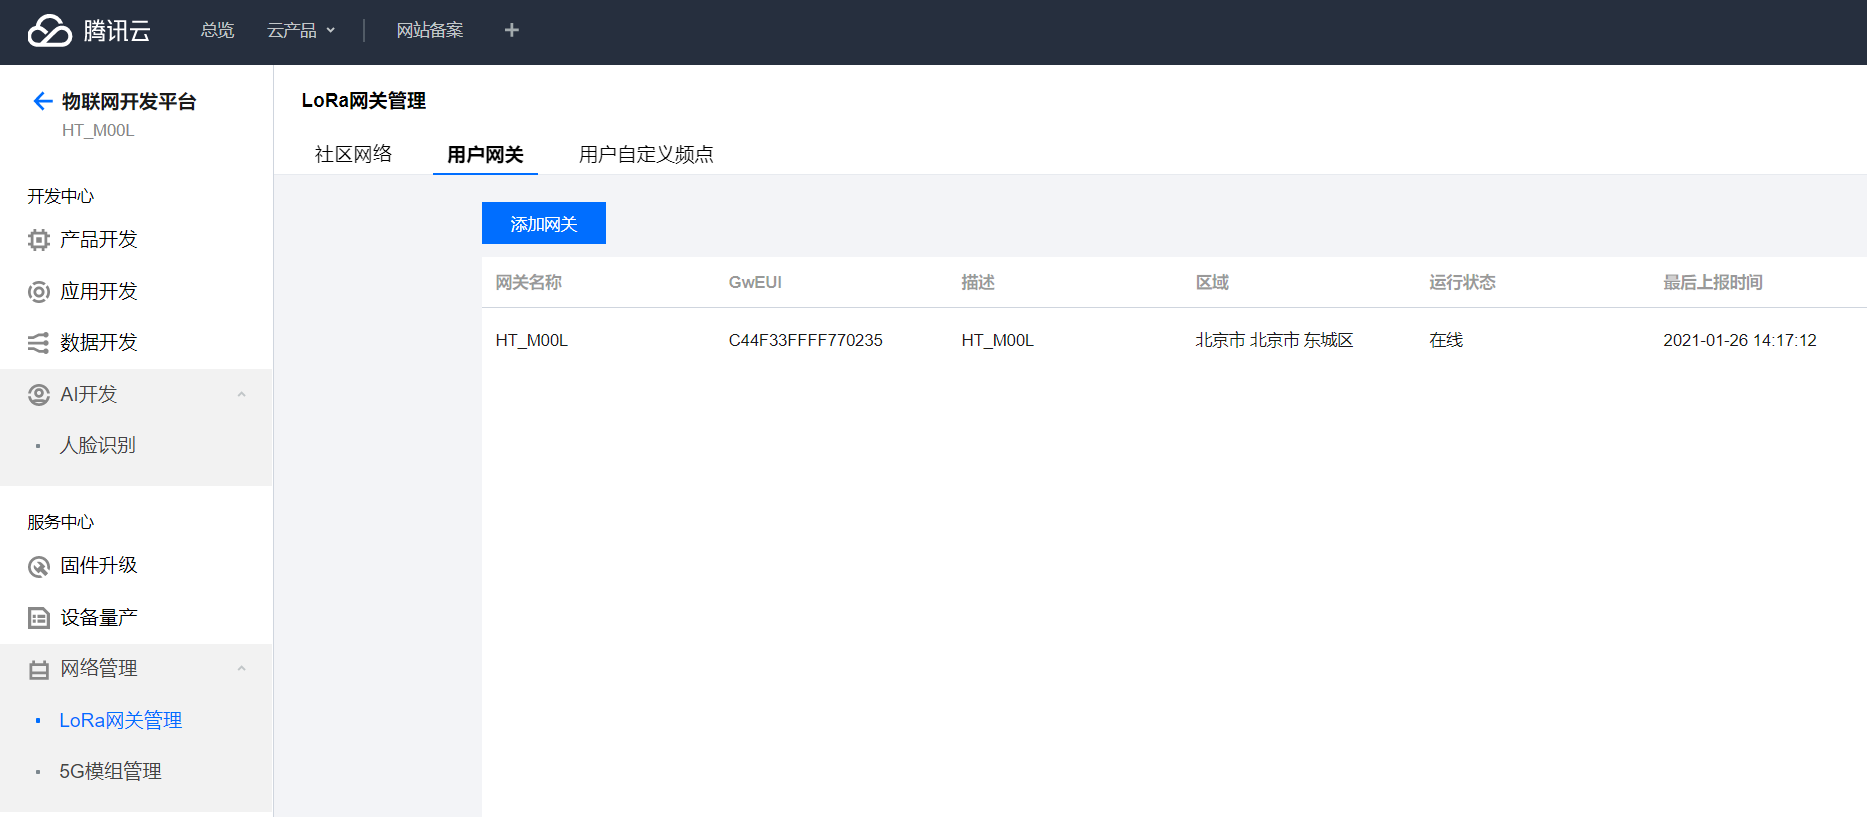 腾讯云 总览 云产品 网站备案 +
物联网开发平台
HT_M00L
开发中心
产品开发
应用开发
数据开发
AI开发
人脸识别
服务中心
固件升级
设备量产
网络管理
LoRa网关管理
5G模组管理
LoRa网关管理
社区网络 用户网关 用户自定义频点
添加网关
网关名称 GwEUI 描述 区域 运行状态 最后上报时间
HT_M00L C44F33FFFF770235 HT_M00L 北京市 北京市 东城区 在线 2021-01-26 14:17:12